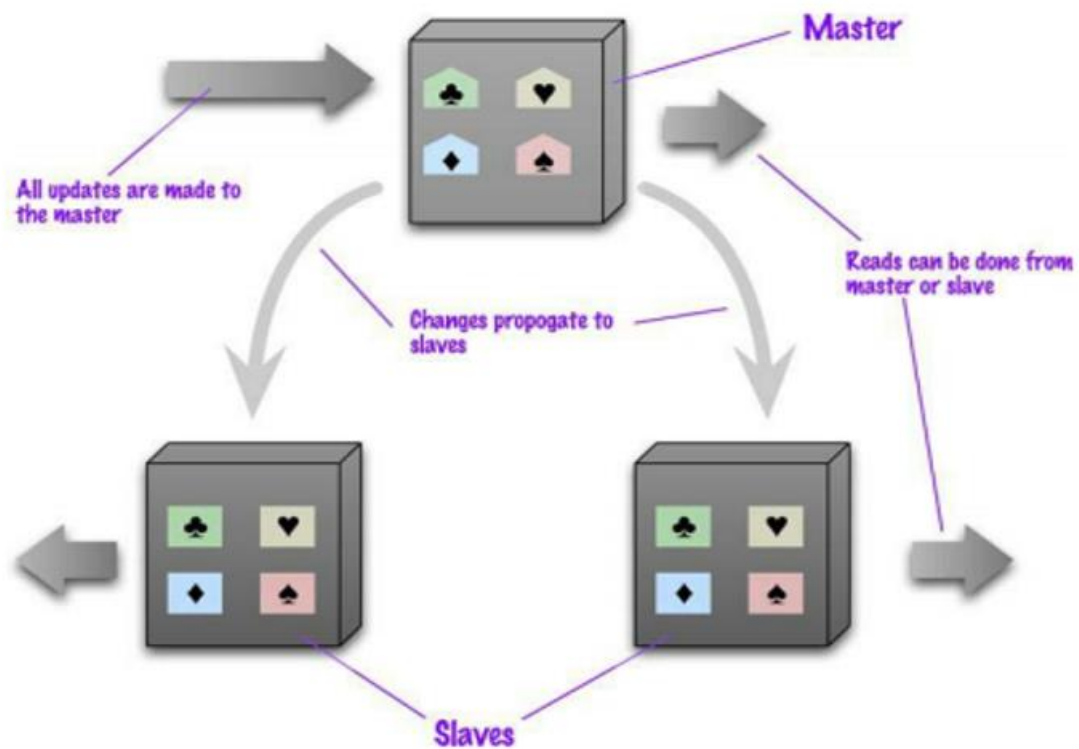 Master
All updates are made to
the master
Reads can be done from
master or slave
Changes propogate to
slaves
Slaves